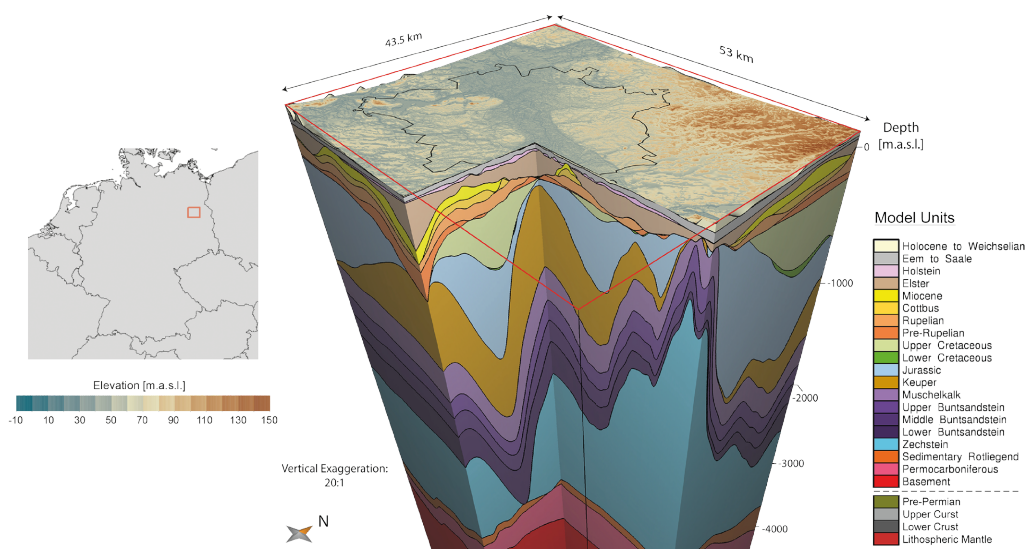 43.5 km
53 km
Depth
[m.a.s.l.]
0
-1000
-2000
-3000
-4000
Elevation [m.a.s.l.]
-10 10 30 50 70 90 110 130 150
Vertical Exaggeration:
20:1
N
Model Units
Holocene to Weichselian
Eem to Saale
Holstein
Elster
Miocene
Cottbus
Rupelian
Pre-Rupelian
Upper Cretaceous
Lower Cretaceous
Jurassic
Keuper
Muschelkalk
Upper Buntsandstein
Middle Buntsandstein
Lower Buntsandstein
Zechstein
Sedimentary Rotliegend
Permocarboniferous
Basement
Pre-Permian
Upper Curst
Lower Crust
Lithospheric Mantle